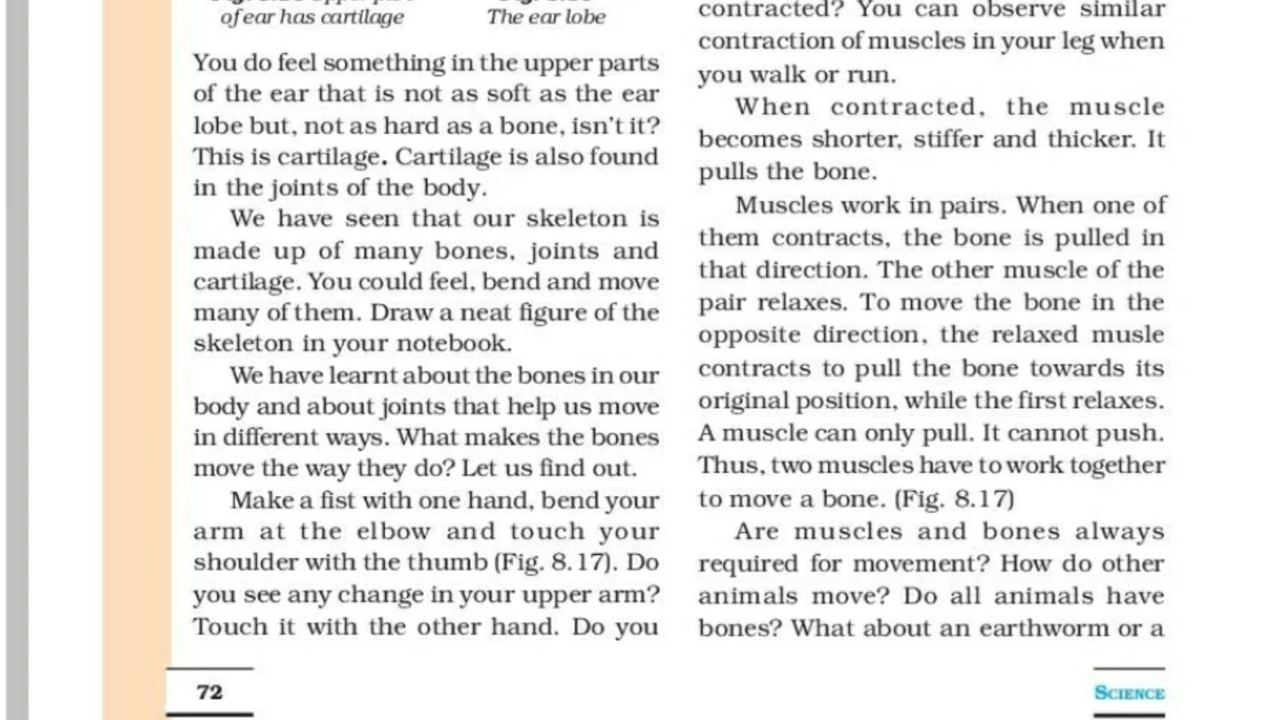 of ear has cartilage
The ear lobe
You do feel something in the upper parts
of the ear that is not as soft as the ear
lobe but, not as hard as a bone, isn't it?
This is cartilage. Cartilage is also found
in the joints of the body.
We have seen that our skeleton is
made up of many bones, joints and
cartilage. You could feel, bend and move
many of them. Draw a neat figure of the
skeleton in your notebook.
We have learnt about the bones in our
body and about joints that help us move
in different ways. What makes the bones
move the way they do? Let us find out.
Make a fist with one hand, bend your
arm at the elbow and touch your
shoulder with the thumb (Fig. 8.17). Do
you see any change in your upper arm?
Touch it with the other hand. Do you
contracted? You can observe similar
contraction of muscles in your leg when
you walk or run.
When contracted, the muscle
becomes shorter, stiffer and thicker. It
pulls the bone.
Muscles work in pairs. When one of
them contracts, the bone is pulled in
that direction. The other muscle of the
pair relaxes. To move the bone in the
opposite direction, the relaxed musle
contracts to pull the bone towards its
original position, while the first relaxes.
A muscle can only pull. It cannot push.
Thus, two muscles have to work together
to move a bone. (Fig. 8.17)
Are muscles and bones always
required for movement? How do other
animals move? Do all animals have
bones? What about an earthworm or a
72
SCIENCE